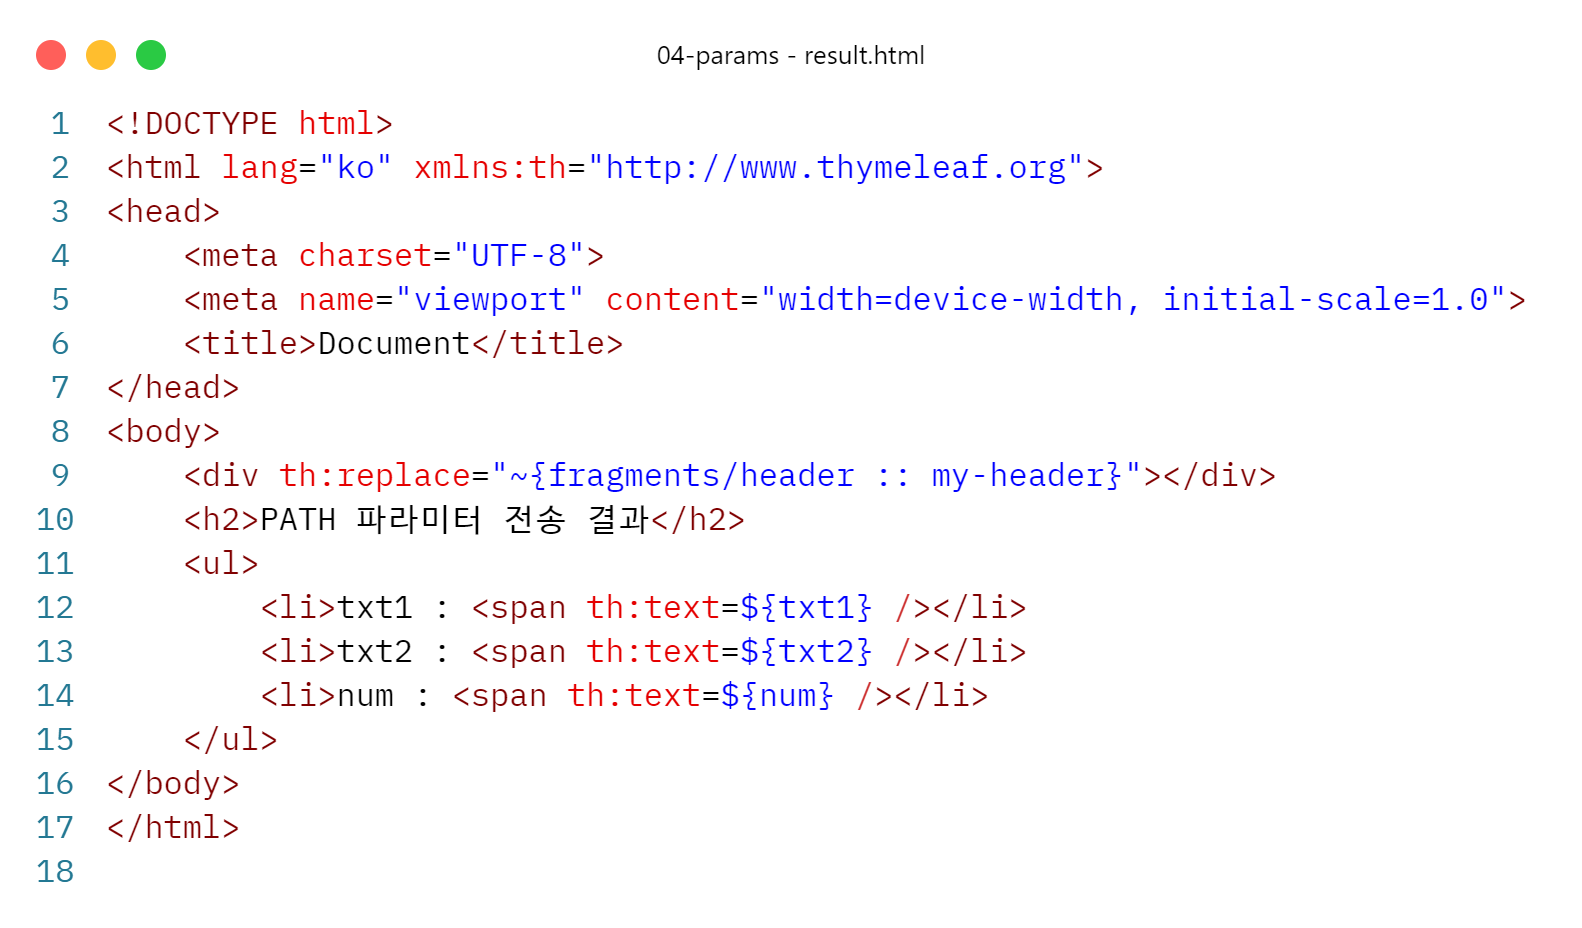 04-params - result.html
1 <!DOCTYPE html>
2 <html lang="ko" xmlns:th="http://www.thymeleaf.org">
3 <head>
4     <meta charset="UTF-8">
5     <meta name="viewport" content="width=device-width, initial-scale=1.0">
6     <title>Document</title>
7 </head>
8 <body>
9     <div th:replace="~{fragments/header :: my-header}"></div>
10     <h2>PATH 파라미터 전송 결과</h2>
11     <ul>
12         <li>txt1 : <span th:text=${txt1} /></li>
13         <li>txt2 : <span th:text=${txt2} /></li>
14         <li>num : <span th:text=${num} /></li>
15     </ul>
16 </body>
17 </html>
18